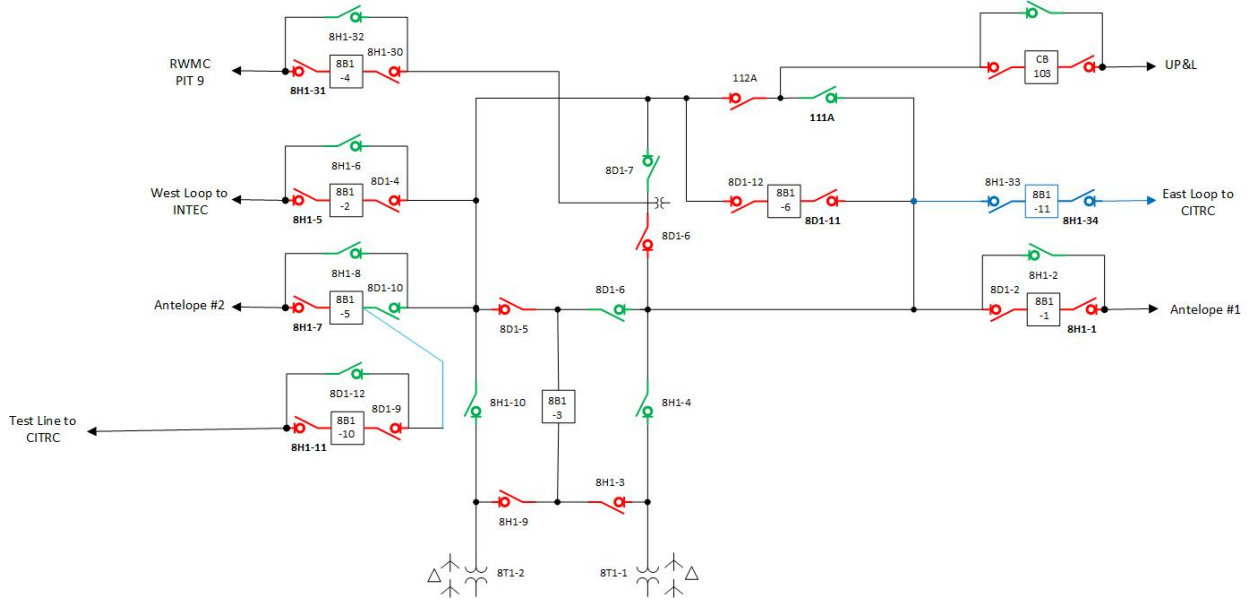 8H1-32
RWMC
PIT 9
8B1
-4
8H1-30
8H1-31
CB
103
UP&L
112A
111A
8H1-6
8D1-7
West Loop to
INTEC
8B1
-2
8D1-4
8H1-5
8D1-12
8B1
-6
8D1-11
8H1-33
8B1
-11
8H1-34
East Loop to
CITRC
8D1-6
8H1-8
8H1-2
Antelope #2
8B1
-5
8D1-10
8H1-7
8D1-5
8D1-6
8D1-2
8B1
-1
8H1-1
Antelope #1
8D1-12
Test Line to
CITRC
8B1
-10
8D1-9
8H1-11
8H1-10
8B1
-3
8H1-4
8H1-3
8H1-9
8T1-2
8T1-1